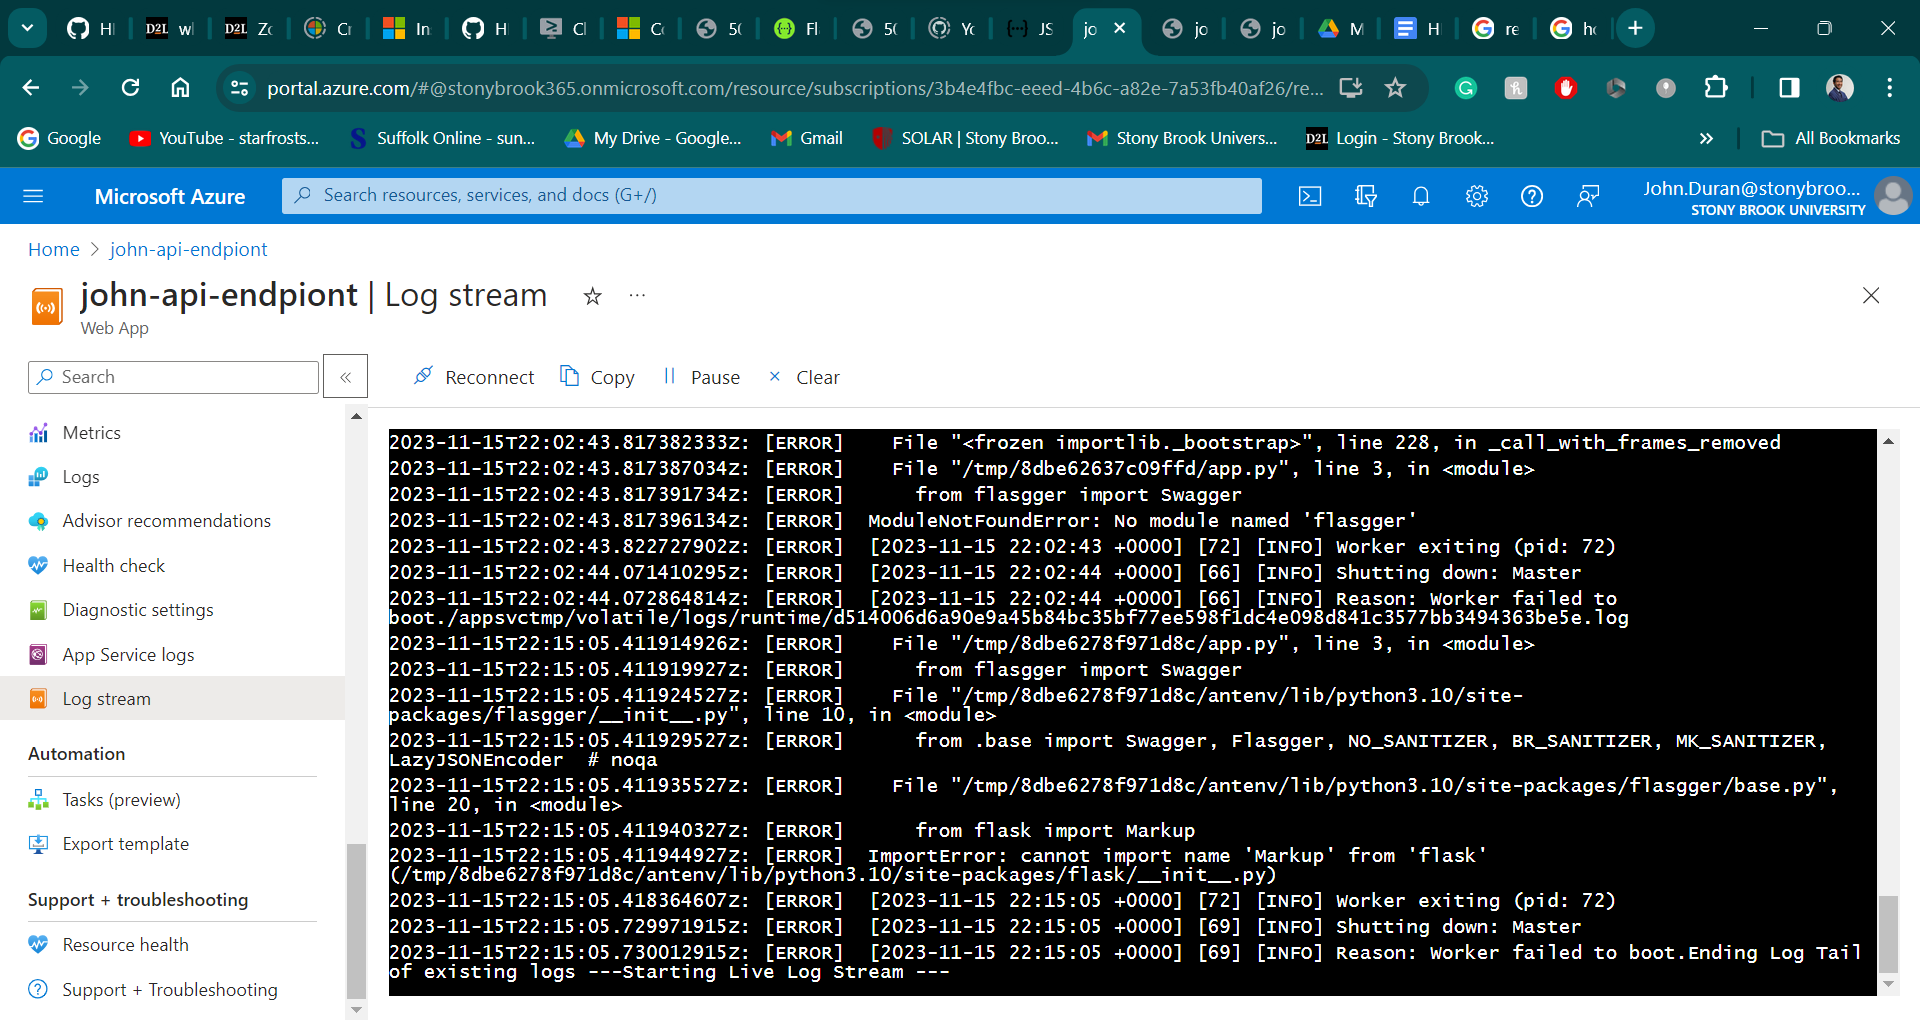 H
D2L wl
D2L Zc
Cr
In
H
Cl
Cc
50
Fl
50
Yc
JS
jo
jo
jo
M
H
re
hc
portal.azure.com/#@stonybrook365.onmicrosoft.com/resource/subscriptions/3b4e4fbc-eeed-4b6c-a82e-7a53fb40af26/re...
Google
YouTube - starfrosts...
Suffolk Online - sun...
My Drive - Google...
Gmail
SOLAR | Stony Broo...
Stony Brook Univers...
D2L Login - Stony Brook...
All Bookmarks
Microsoft Azure
Search resources, services, and docs (G+/)
John.Duran@stonybroo...
STONY BROOK UNIVERSITY
Home > john-api-endpiont
john-api-endpiont | Log stream
Web App
Search
Reconnect
Copy
Pause
Clear
Metrics
Logs
Advisor recommendations
Health check
Diagnostic settings
App Service logs
Log stream
Automation
Tasks (preview)
Export template
Support + troubleshooting
Resource health
Support + Troubleshooting
2023-11-15T22:02:43.817382333Z: [ERROR]    File "<frozen importlib._bootstrap>", line 228, in _call_with_frames_removed
2023-11-15T22:02:43.817387034Z: [ERROR]    File "/tmp/8dbe62637c09ffd/app.py", line 3, in <module>
2023-11-15T22:02:43.817391734Z: [ERROR]      from flasgger import Swagger
2023-11-15T22:02:43.817396134Z: [ERROR]  ModuleNotFoundError: No module named 'flasgger'
2023-11-15T22:02:43.822727902Z: [ERROR]  [2023-11-15 22:02:43 +0000] [72] [INFO] Worker exiting (pid: 72)
2023-11-15T22:02:44.071410295Z: [ERROR]  [2023-11-15 22:02:44 +0000] [66] [INFO] Shutting down: Master
2023-11-15T22:02:44.072864814Z: [ERROR]  [2023-11-15 22:02:44 +0000] [66] [INFO] Reason: Worker failed to
boot./appsvctmp/volatile/logs/runtime/d514006d6a90e9a45b84bc35bf77ee598f1dc4e098d841c3577bb3494363be5e.log
2023-11-15T22:15:05.411914926Z: [ERROR]    File "/tmp/8dbe6278f971d8c/app.py", line 3, in <module>
2023-11-15T22:15:05.411919927Z: [ERROR]      from flasgger import Swagger
2023-11-15T22:15:05.411924527Z: [ERROR]    File "/tmp/8dbe6278f971d8c/antenv/lib/python3.10/site-
packages/flasgger/__init__.py", line 10, in <module>
2023-11-15T22:15:05.411929527Z: [ERROR]      from .base import Swagger, Flasgger, NO_SANITIZER, BR_SANITIZER, MK_SANITIZER,
LazyJSONEncoder  # noqa
2023-11-15T22:15:05.411935527Z: [ERROR]    File "/tmp/8dbe6278f971d8c/antenv/lib/python3.10/site-packages/flasgger/base.py",
line 20, in <module>
2023-11-15T22:15:05.411940327Z: [ERROR]      from flask import Markup
2023-11-15T22:15:05.411944927Z: [ERROR]  ImportError: cannot import name 'Markup' from 'flask'
(/tmp/8dbe6278f971d8c/antenv/lib/python3.10/site-packages/flask/__init__.py)
2023-11-15T22:15:05.418364607Z: [ERROR]  [2023-11-15 22:15:05 +0000] [72] [INFO] Worker exiting (pid: 72)
2023-11-15T22:15:05.729971915Z: [ERROR]  [2023-11-15 22:15:05 +0000] [69] [INFO] Shutting down: Master
2023-11-15T22:15:05.730012915Z: [ERROR]  [2023-11-15 22:15:05 +0000] [69] [INFO] Reason: Worker failed to boot.Ending Log Tail
of existing logs ---Starting Live Log Stream ---